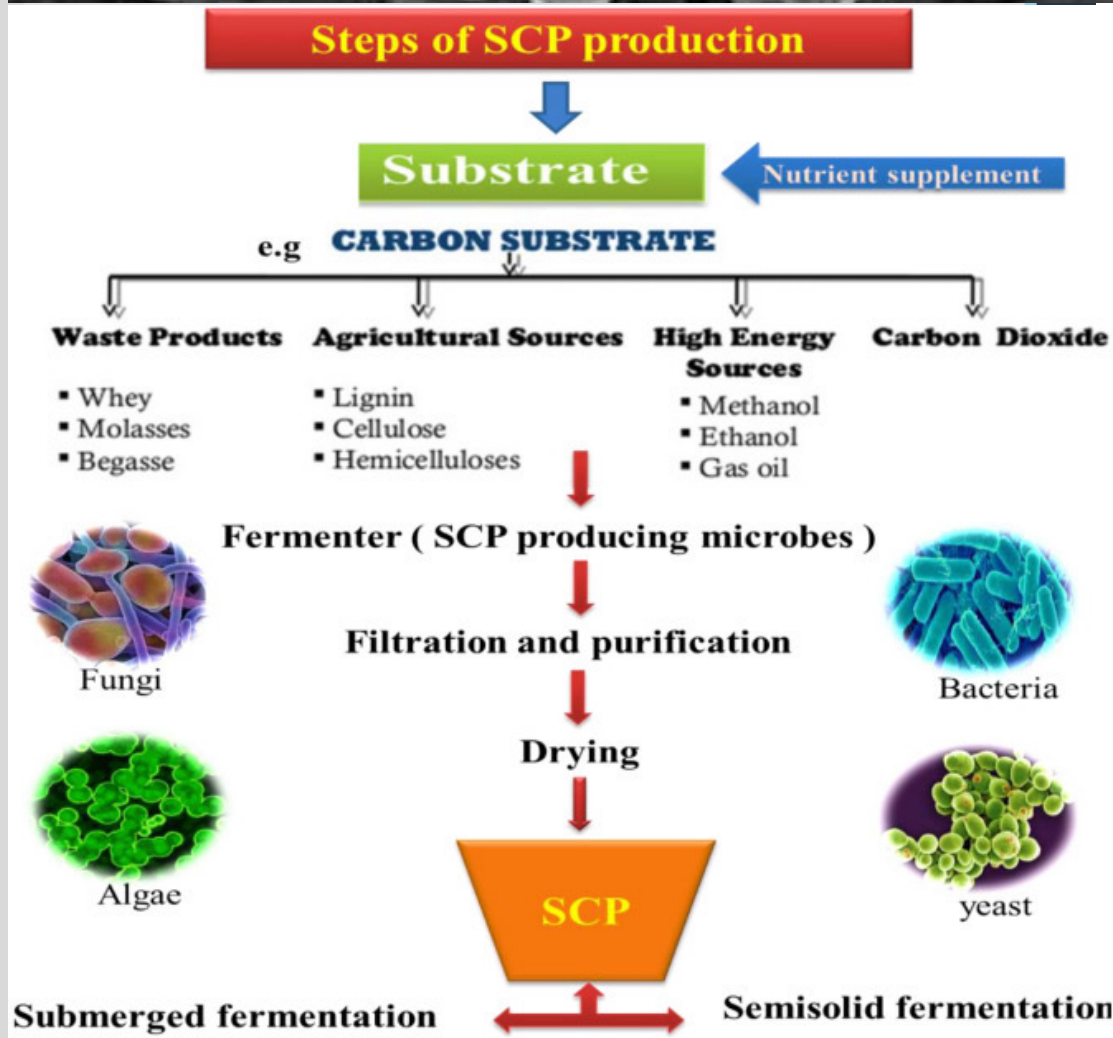 Steps of SCP production
Substrate
Nutrient supplement
e.g
CARBON SUBSTRATE
Waste Products
▪ Whey
▪ Molasses
▪ Begasse
Agricultural Sources
▪ Lignin
▪ Cellulose
▪ Hemicelluloses
High Energy
Sources
▪ Methanol
▪ Ethanol
▪ Gas oil
Carbon Dioxide
Fermenter ( SCP producing microbes )
Fungi
Bacteria
Filtration and purification
Drying
Algae
yeast
SCP
Submerged fermentation
Semisolid fermentation